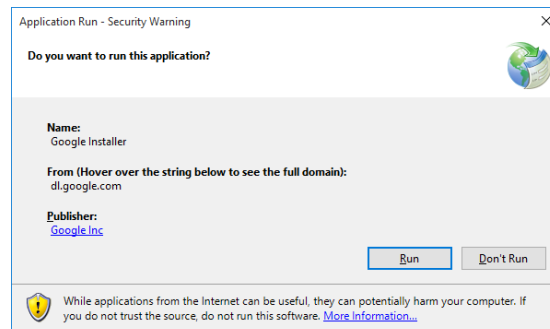 Application Run - Security Warning
Do you want to run this application?
Name:
Google Installer
From (Hover over the string below to see the full domain):
dl.google.com
Publisher:
Google Inc
Run
Don't Run
While applications from the Internet can be useful, they can potentially harm your computer. If
you do not trust the source, do not run this software. More Information...